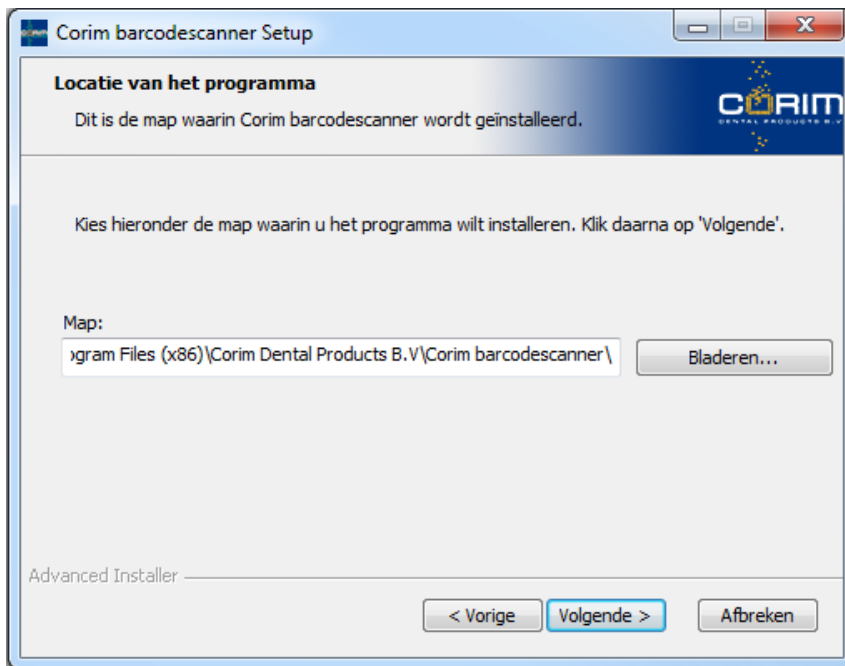 Corim barcodescanner Setup
Locatie van het programma
Dit is de map waarin Corim barcodescanner wordt geïnstalleerd.
CORIM
DENTAL PRODUCTS B.V
Kies hieronder de map waarin u het programma wilt installeren. Klik daarna op 'Volgende'.
Map:
ogram Files (x86)\Corim Dental Products B.V\Corim barcodescanner\
Bladeren...
Advanced Installer
< Vorige
Volgende >
Afbreken